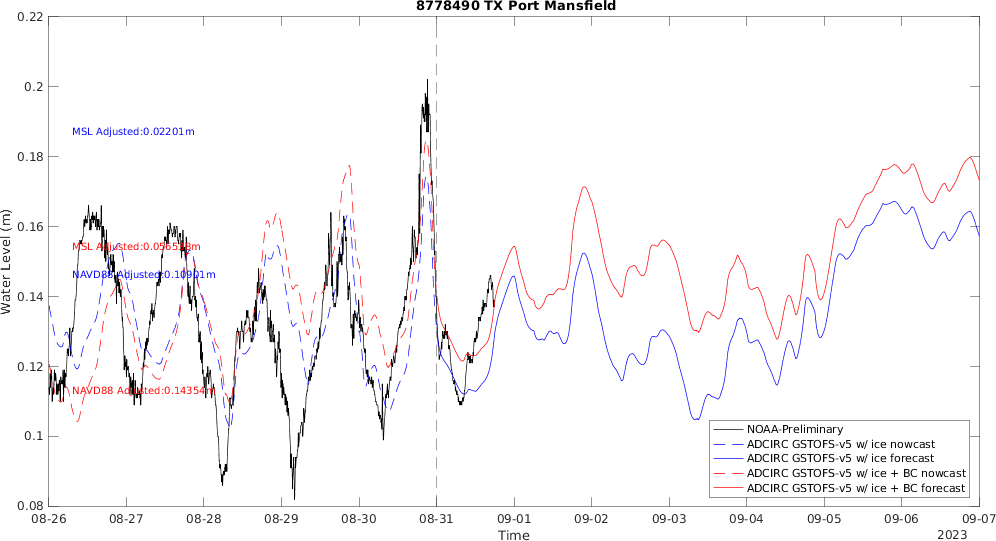 8778490 TX Port Mansfield
0.22
0.2
0.18
0.16
0.14
0.12
0.1
0.08
Water Level (m)
MSL Adjusted:0.02201m
MSL Adjusted:0.056528m
NAVD88 Adjusted:0.10901m
NAVD88 Adjusted:0.14354m
NOAA-Preliminary
ADCIRC GSTOFS-v5 w/ ice nowcast
ADCIRC GSTOFS-v5 w/ ice forecast
ADCIRC GSTOFS-v5 w/ ice + BC nowcast
ADCIRC GSTOFS-v5 w/ ice + BC forecast
08-26 08-27 08-28 08-29 08-30 08-31 09-01 09-02 09-03 09-04 09-05 09-06 09-07
Time
2023